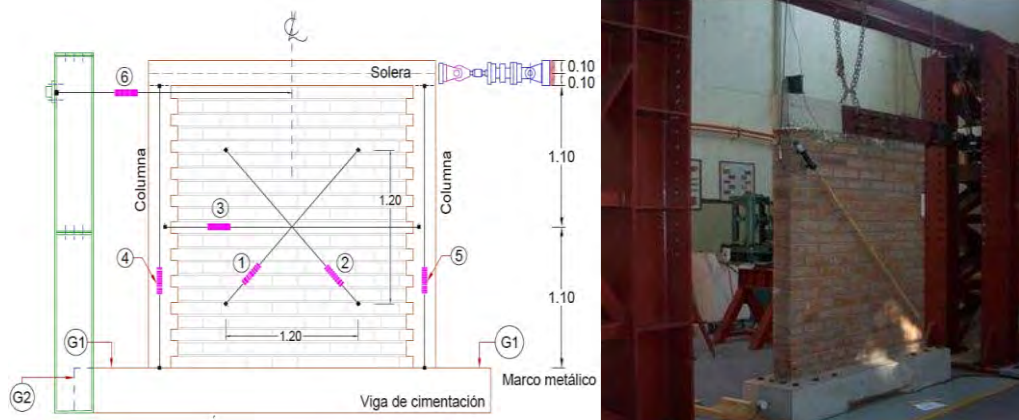 ℄
6
Solera
0.10
0.10
Columna
Columna
1.10
1.20
3
4
1
2
5
1.10
1.20
G1
G1
G2
Marco metálico
Viga de cimentación